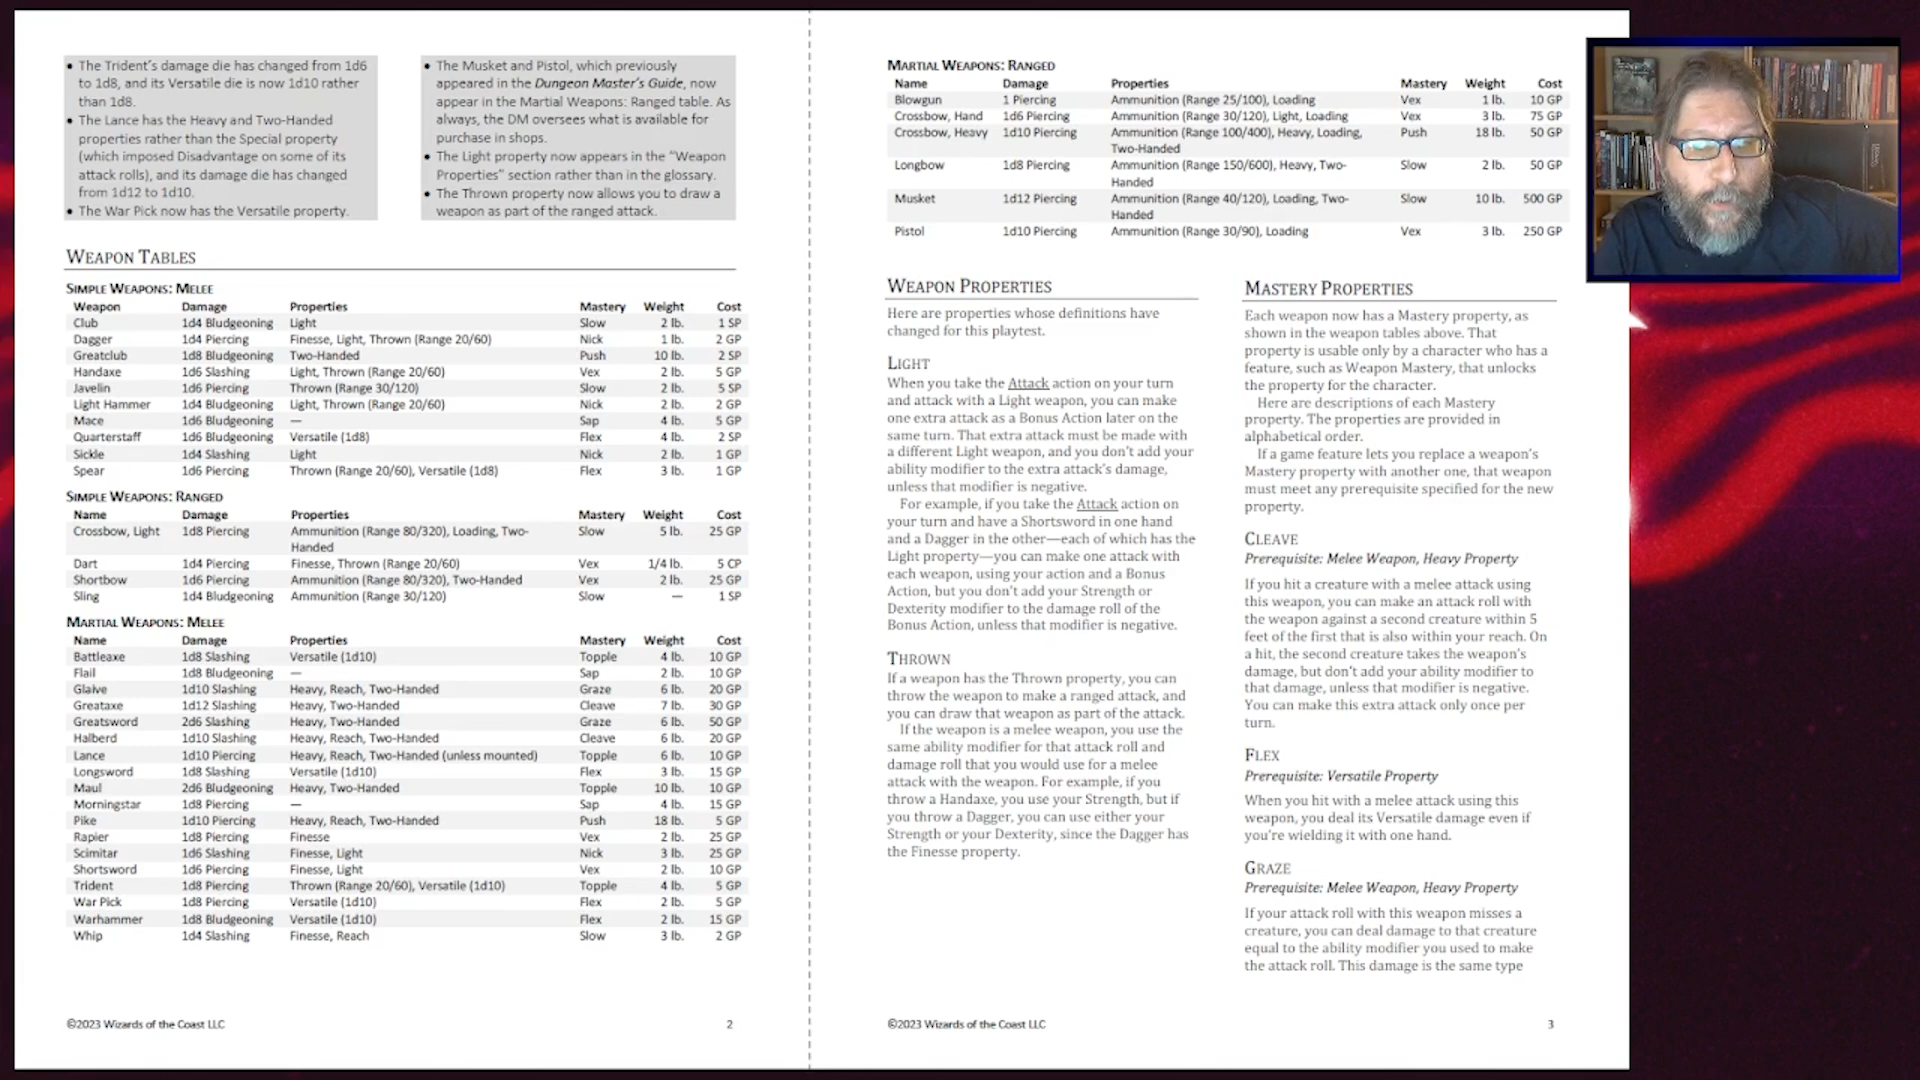 • The Trident's damage die has changed from 1d6
to 1d8, and its Versatile die is now 1d10 rather
than 1d8.
• The Lance has the Heavy and Two-Handed
properties rather than the Special property
(which imposed Disadvantage on some of its
attack rolls), and its damage die has changed
from 1d12 to 1d10.
• The War Pick now has the Versatile property.
• The Musket and Pistol, which previously
appeared in the Dungeon Master's Guide, now
appear in the Martial Weapons: Ranged table. As
always, the DM oversees what is available for
purchase in shops.
• The Light property now appears in the "Weapon
Properties" section rather than in the glossary.
• The Thrown property now allows you to draw a
weapon as part of the ranged attack.
WEAPON TABLES
SIMPLE WEAPONS: MELEE
Weapon Damage Properties Mastery Weight Cost
Club 1d4 Bludgeoning Light Slow 2 lb. 1 SP
Dagger 1d4 Piercing Finesse, Light, Thrown (Range 20/60) Nick 1 lb. 2 GP
Greatclub 1d8 Bludgeoning Two-Handed Push 10 lb. 2 SP
Handaxe 1d6 Slashing Light, Thrown (Range 20/60) Vex 2 lb. 5 GP
Javelin 1d6 Piercing Thrown (Range 30/120) Slow 2 lb. 5 SP
Light Hammer 1d4 Bludgeoning Light, Thrown (Range 20/60) Nick 2 lb. 2 GP
Mace 1d6 Bludgeoning — Sap 4 lb. 5 GP
Quarterstaff 1d6 Bludgeoning Versatile (1d8) Flex 4 lb. 2 SP
Sickle 1d4 Slashing Light Nick 2 lb. 1 GP
Spear 1d6 Piercing Thrown (Range 20/60), Versatile (1d8) Flex 3 lb. 1 GP
SIMPLE WEAPONS: RANGED
Name Damage Properties Mastery Weight Cost
Crossbow, Light 1d8 Piercing Ammunition (Range 80/320), Loading, Two- Slow 5 lb. 25 GP
Handed
Dart 1d4 Piercing Finesse, Thrown (Range 20/60) Vex 1/4 lb. 5 CP
Shortbow 1d6 Piercing Ammunition (Range 80/320), Two-Handed Vex 2 lb. 25 GP
Sling 1d4 Bludgeoning Ammunition (Range 30/120) Slow — 1 SP
MARTIAL WEAPONS: MELEE
Name Damage Properties Mastery Weight Cost
Battleaxe 1d8 Slashing Versatile (1d10) Topple 4 lb. 10 GP
Flail 1d8 Bludgeoning — Sap 2 lb. 10 GP
Glaive 1d10 Slashing Heavy, Reach, Two-Handed Graze 6 lb. 20 GP
Greataxe 1d12 Slashing Heavy, Two-Handed Cleave 7 lb. 30 GP
Greatsword 2d6 Slashing Heavy, Two-Handed Graze 6 lb. 50 GP
Halberd 1d10 Slashing Heavy, Reach, Two-Handed Cleave 6 lb. 20 GP
Lance 1d10 Piercing Heavy, Reach, Two-Handed (unless mounted) Topple 6 lb. 10 GP
Longsword 1d8 Slashing Versatile (1d10) Flex 3 lb. 15 GP
Maul 2d6 Bludgeoning Heavy, Two-Handed Topple 10 lb. 10 GP
Morningstar 1d8 Piercing — Sap 4 lb. 15 GP
Pike 1d10 Piercing Heavy, Reach, Two-Handed Push 18 lb. 5 GP
Rapier 1d8 Piercing Finesse Vex 2 lb. 25 GP
Scimitar 1d6 Slashing Finesse, Light Nick 3 lb. 25 GP
Shortsword 1d6 Piercing Finesse, Light Vex 2 lb. 10 GP
Trident 1d8 Piercing Thrown (Range 20/60), Versatile (1d10) Topple 4 lb. 5 GP
War Pick 1d8 Piercing Versatile (1d10) Flex 2 lb. 5 GP
Warhammer 1d8 Bludgeoning Versatile (1d10) Flex 2 lb. 15 GP
Whip 1d4 Slashing Finesse, Reach Slow 3 lb. 2 GP
©2023 Wizards of the Coast LLC 2
MARTIAL WEAPONS: RANGED
Name Damage Properties Mastery Weight Cost
Blowgun 1 Piercing Ammunition (Range 25/100), Loading Vex 1 lb. 10 GP
Crossbow, Hand 1d6 Piercing Ammunition (Range 30/120), Light, Loading Vex 3 lb. 75 GP
Crossbow, Heavy 1d10 Piercing Ammunition (Range 100/400), Heavy, Loading, Push 18 lb. 50 GP
Two-Handed
Longbow 1d8 Piercing Ammunition (Range 150/600), Heavy, Two- Slow 2 lb. 50 GP
Handed
Musket 1d12 Piercing Ammunition (Range 40/120), Loading, Two- Slow 10 lb. 500 GP
Handed
Pistol 1d10 Piercing Ammunition (Range 30/90), Loading Vex 3 lb. 250 GP
WEAPON PROPERTIES
Here are properties whose definitions have
changed for this playtest.
LIGHT
When you take the Attack action on your turn
and attack with a Light weapon, you can make
one extra attack as a Bonus Action later on the
same turn. That extra attack must be made with
a different Light weapon, and you don't add your
ability modifier to the extra attack's damage,
unless that modifier is negative.
For example, if you take the Attack action on
your turn and have a Shortsword in one hand
and a Dagger in the other—each of which has the
Light property—you can make one attack with
each weapon, using your action and a Bonus
Action, but you don't add your Strength or
Dexterity modifier to the damage roll of the
Bonus Action, unless that modifier is negative.
THROWN
If a weapon has the Thrown property, you can
throw the weapon to make a ranged attack, and
you can draw that weapon as part of the attack.
If the weapon is a melee weapon, you use the
same ability modifier for that attack roll and
damage roll that you would use for a melee
attack with the weapon. For example, if you
throw a Handaxe, you use your Strength, but if
you throw a Dagger, you can use either your
Strength or your Dexterity, since the Dagger has
the Finesse property.
MASTERY PROPERTIES
Each weapon now has a Mastery property, as
shown in the weapon tables above. That
property is usable only by a character who has a
feature, such as Weapon Mastery, that unlocks
the property for the character.
Here are descriptions of each Mastery
property. The properties are provided in
alphabetical order.
If a game feature lets you replace a weapon's
Mastery property with another one, that weapon
must meet any prerequisite specified for the new
property.
CLEAVE
Prerequisite: Melee Weapon, Heavy Property
If you hit a creature with a melee attack using
this weapon, you can make an attack roll with
the weapon against a second creature within 5
feet of the first that is also within your reach. On
a hit, the second creature takes the weapon's
damage, but don't add your ability modifier to
that damage, unless that modifier is negative.
You can make this extra attack only once per
turn.
FLEX
Prerequisite: Versatile Property
When you hit with a melee attack using this
weapon, you deal its Versatile damage even if
you're wielding it with one hand.
GRAZE
Prerequisite: Melee Weapon, Heavy Property
If your attack roll with this weapon misses a
creature, you can deal damage to that creature
equal to the ability modifier you used to make
the attack roll. This damage is the same type
©2023 Wizards of the Coast LLC 3